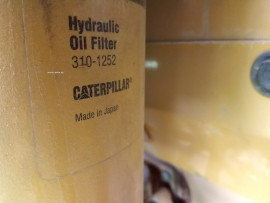 Hydraulic
Oil Filter
310-1252
CATERPILLAR®
Made in Japan